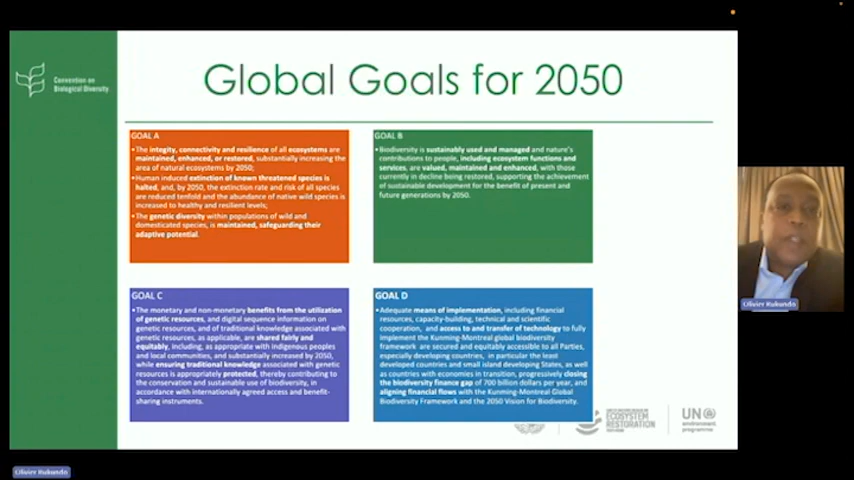 Convention on
Biological Diversity
Global Goals for 2050
GOAL A
•The integity, connectivity and resilience of all ecosystems are
maintained, enhanced, or restored, substantially increasing the
area of natural ecosystems by 2050;
•Human induced extinction of known threatened species is
halted, and, by 2050, the extinction rate and risk of all species
are reduced tenfold and the abundance of native wild species is
increased to healthy and resilient levels;
•The genetic diversity within populations of wild and
domesticated species, is maintained, safeguarding their
adaptive potential.
GOAL B
•Biodiversity is sustainably used and managed and nature's
contributions to people, including ecosystem functions and
services, are valued, maintained and enhanced, with those
currently in decline being restored, supporting the achievement
of sustainable development for the benefit of present and
future generations by 2050.
GOAL C
•The monetary and non-monetary benefits from the utilization
of genetic resources, and digital sequence information on
genetic resources, and of traditional knowledge associated with
genetic resources, as applicable, are shared fairly and
equitably, including, as appropriate with indigenous peoples
and local communities, and substantially increased by 2050,
while ensuring traditional knowledge associated with genetic
resources is appropriately protected, thereby contributing to
the conservation and sustainable use of biodiversity, in
accordance with internationally agreed access and benefit-
sharing instruments.
GOAL D
•Adequate means of implementation, including financial
resources, capacity-building, technical and scientific
cooperation, and access to and transfer of technology to fully
implement the Kunming-Montreal global biodiversity
framework are secured and equitably accessible to all Parties,
especially developing countries, in particular the least
developed countries and small island developing States, as well
as countries with economies in transition, progressively closing
the biodiversity finance gap of 700 billion dollars per year, and
aligning financial flows with the Kunming-Montreal Global
Biodiversity Framework and the 2050 Vision for Biodiversity.
ECOSYSTEM
RESTORATION
UN
environment
programme
Olivier Rukundo
Olivier Rukundo